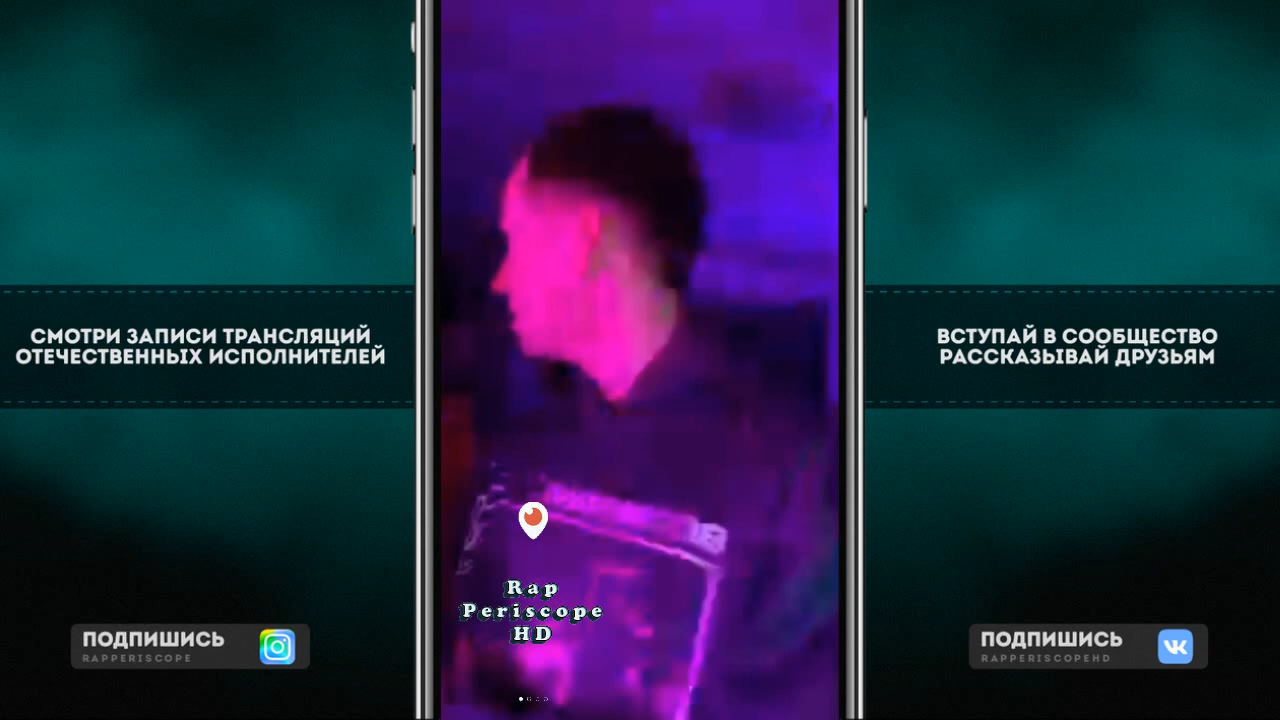 СМОТРИ ЗАПИСИ ТРАНСЛЯЦИЙ
ОТЕЧЕСТВЕННЫХ ИСПОЛНИТЕЛЕЙ
ВСТУПАЙ В СООБЩЕСТВО
РАССКАЗЫВАЙ ДРУЗЬЯМ
Rap
Periscope
HD
ПОДПИШИСЬ
RAPPERISCOPE
ПОДПИШИСЬ
RAPPERISCOPEHD